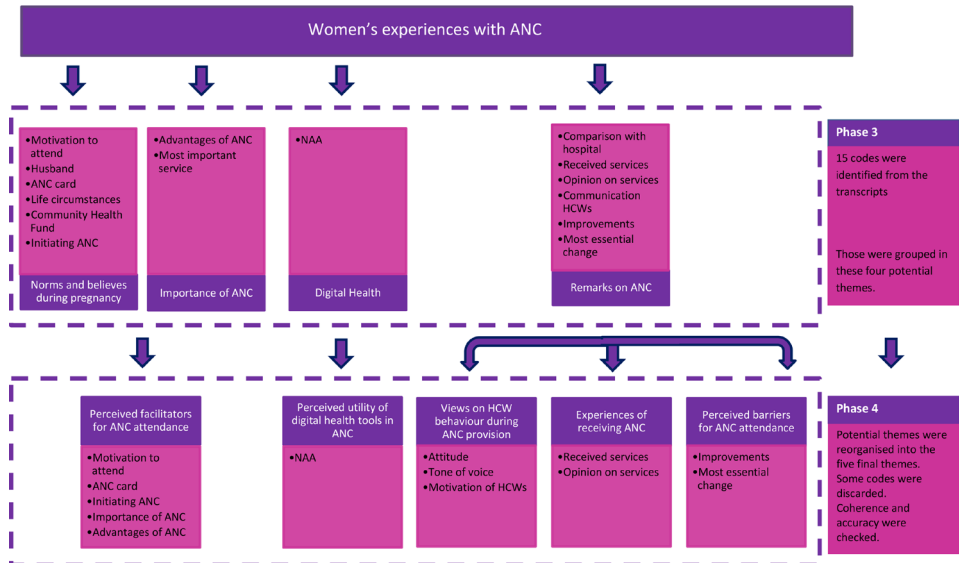 Women's experiences with ANC
•Motivation to
attend
•Husband
•ANC card
•Life circumstances
•Community Health
Fund
•Initiating ANC
Norms and believes
during pregnancy
•Advantages of ANC
•Most important
service
Importance of ANC
•NAA
Digital Health
•Comparison with
hospital
•Received services
•Opinion on services
•Communication
HCWs
•Improvements
•Most essential
change
Remarks on ANC
Phase 3
15 codes were
identified from the
transcripts
Those were grouped in
these four potential
themes.
Perceived facilitators
for ANC attendance
•Motivation to
attend
•ANC card
•Initiating ANC
•Importance of ANC
•Advantages of ANC
Perceived utility of
digital health tools in
ANC
•NAA
Views on HCW
behaviour during
ANC provision
•Attitude
•Tone of voice
•Motivation of HCWs
Experiences of
receiving ANC
•Received services
•Opinion on services
Perceived barriers
for ANC attendance
•Improvements
•Most essential
change
Phase 4
Potential themes were
reorganised into the
five final themes.
Some codes were
discarded.
Coherence and
accuracy were
checked.